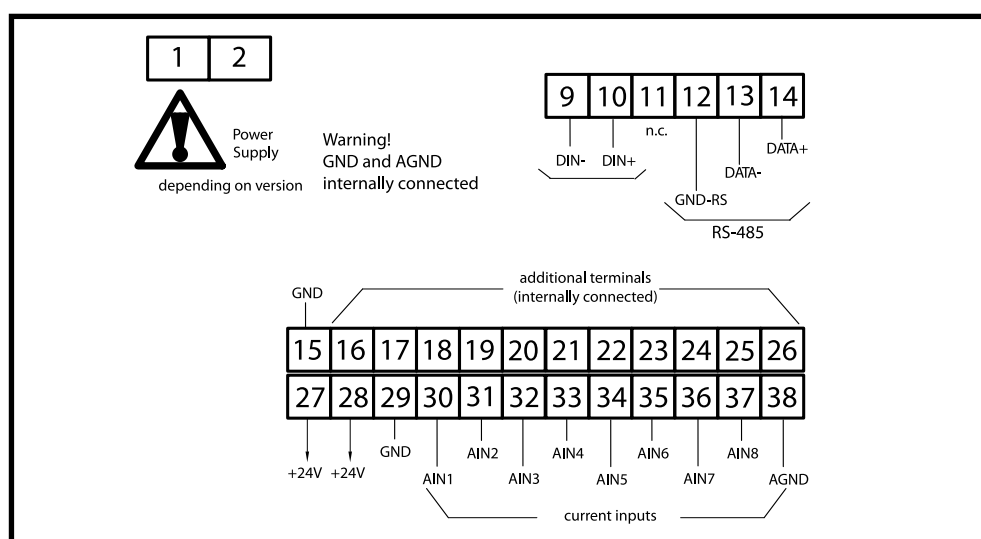 1 2
Power
Supply
depending on version
Warning!
GND and AGND
internally connected
9 10 11 12 13 14
n.c.
DIN- DIN+
DATA+
DATA-
GND-RS
RS-485
additional terminals
(internally connected)
GND
15 16 17 18 19 20 21 22 23 24 25 26
27 28 29 30 31 32 33 34 35 36 37 38
+24V +24V
GND
AIN1
AIN2
AIN3
AIN4
AIN5
AIN6
AIN7
AIN8
AGND
current inputs